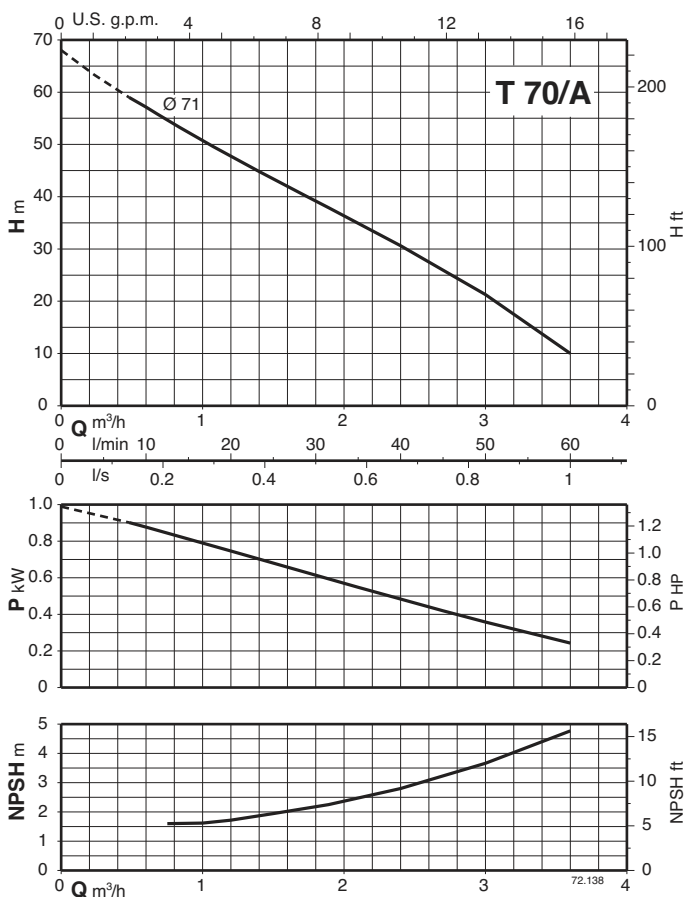 0 U.S. g.p.m. 4 8 12 16
70
60
50
40
30
20
10
0
H m
Ø 71
T 70/A
200
100
0
H ft
0 1 2 3 4
Q m³/h
0 l/min 10 20 30 40 50 60
0 l/s 0.2 0.4 0.6 0.8 1
1.0
0.8
0.6
0.4
0.2
0
P kW
1.2
1.0
0.8
0.6
0.4
0.2
0
P HP
5
4
3
2
1
0
NPSH m
15
10
5
0
NPSH ft
72.138
0 1 2 3 4
Q m³/h